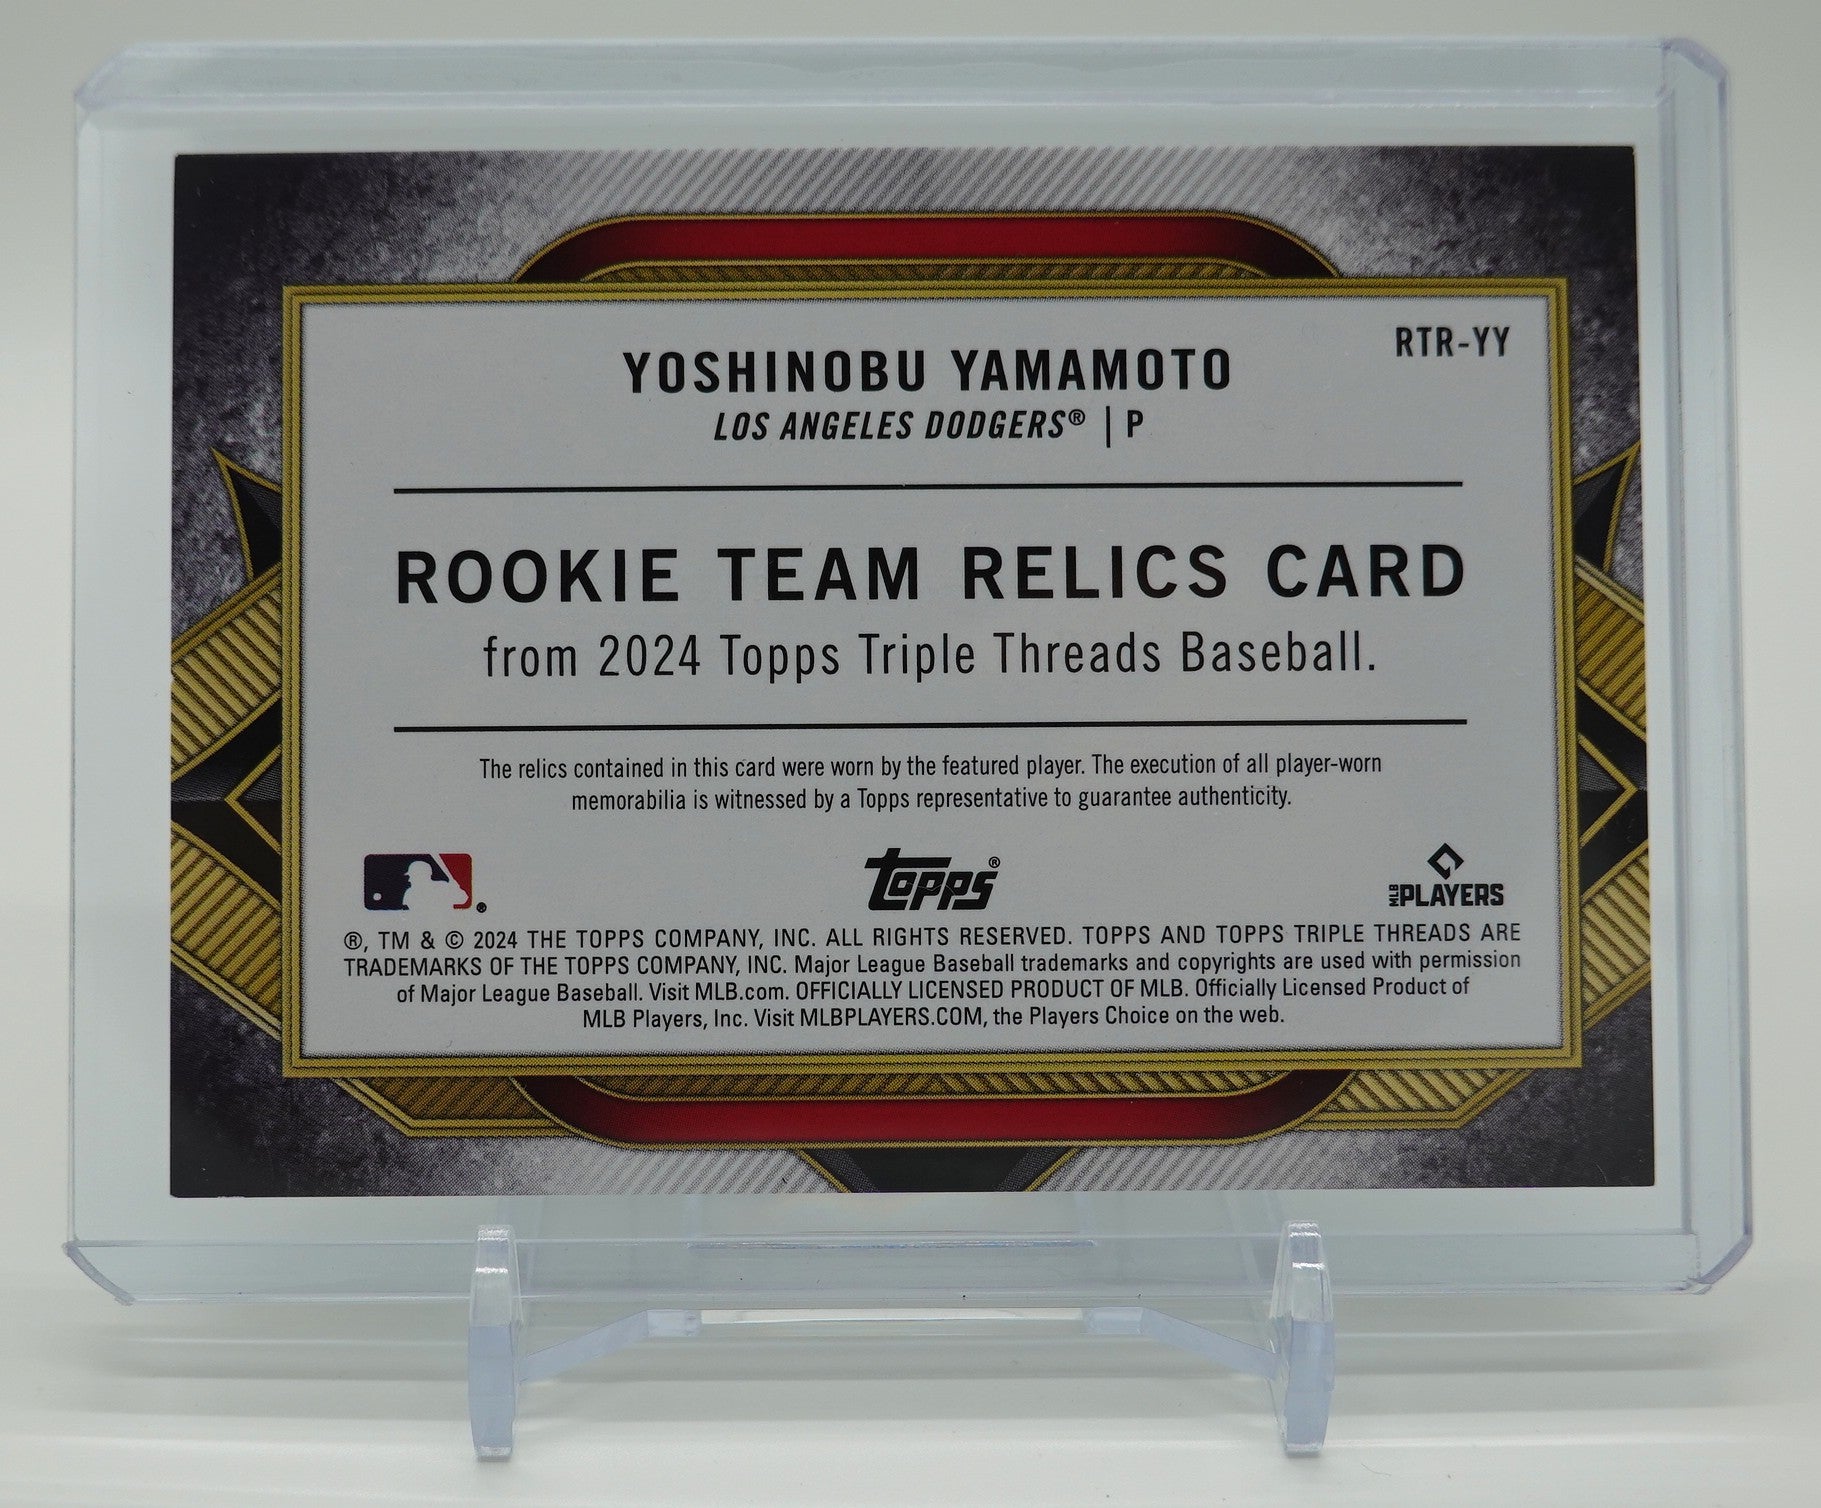 RTR-YY
YOSHINOBU YAMAMOTO
LOS ANGELES DODGERS® | P
ROOKIE TEAM RELICS CARD
from 2024 Topps Triple Threads Baseball.
The relics contained in this card were worn by the featured player. The execution of all player-worn
memorabilia is witnessed by a Topps representative to guarantee authenticity.
®
topps®
MLB PLAYERS
®, TM & © 2024 THE TOPPS COMPANY, INC. ALL RIGHTS RESERVED. TOPPS AND TOPPS TRIPLE THREADS ARE
TRADEMARKS OF THE TOPPS COMPANY, INC. Major League Baseball trademarks and copyrights are used with permission
of Major League Baseball. Visit MLB.com. OFFICIALLY LICENSED PRODUCT OF MLB. Officially Licensed Product of
MLB Players, Inc. Visit MLBPLAYERS.COM, the Players Choice on the web.